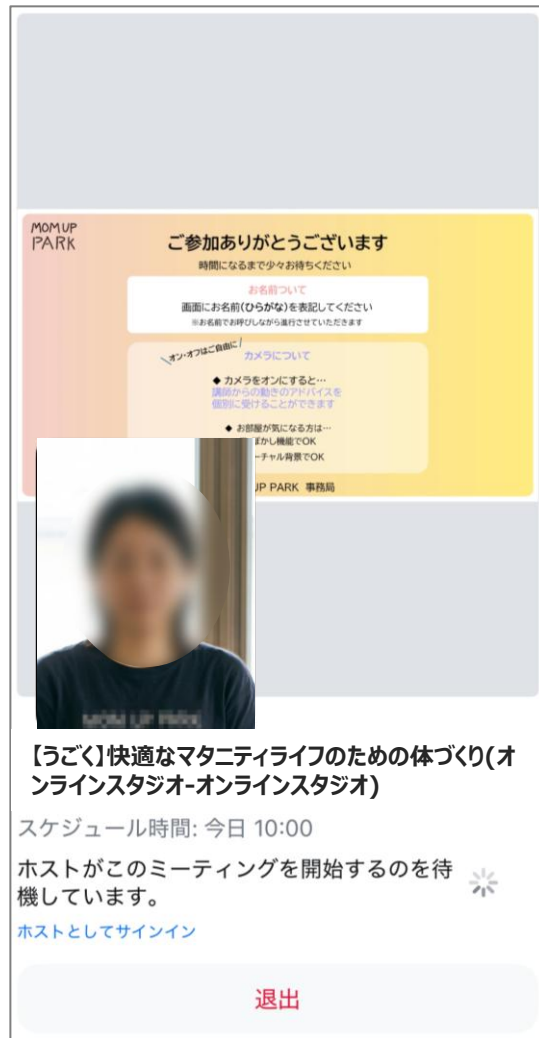 MOM UP
PARK
ご参加ありがとうございます
時間になるまで少々お待ちください
お名前ついて
画面にお名前(ひらがな)を表記してください
※お名前でお呼びしながら進行させていただきます
オン・オフはご自由に
カメラについて
◆ カメラをオンにすると…
講師からの動きのアドバイスを
個別に受けることができます
◆ お部屋が気になる方は…
ぼかし機能でOK
ーチャル背景でOK
UP PARK 事務局
【うごく】快適なマタニティライフのための体づくり(オ
ンラインスタジオ-オンラインスタジオ)
スケジュール時間: 今日 10:00
ホストがこのミーティングを開始するのを待
機しています。
ホストとしてサインイン
退出